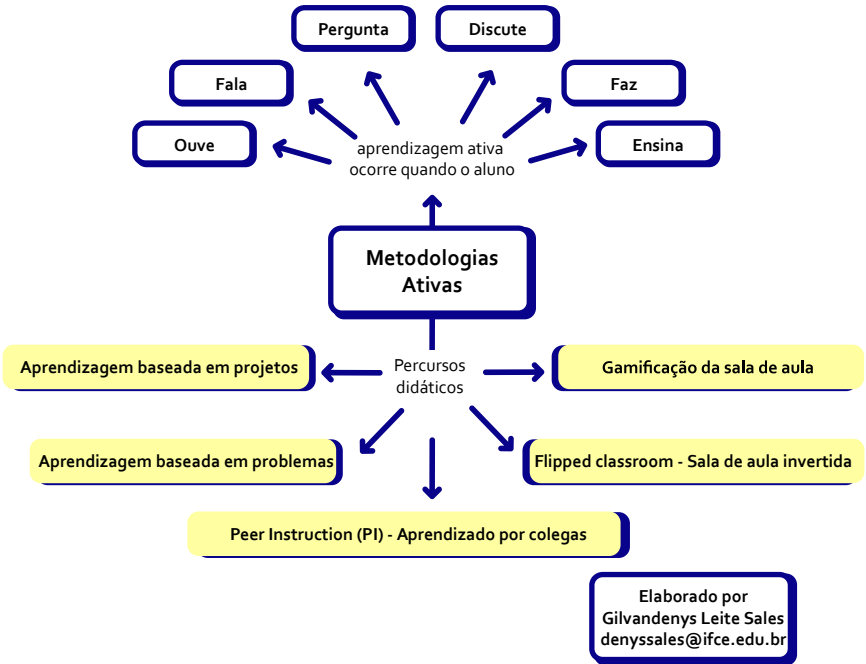 Pergunta
Discute
Fala
Faz
Ouve
Ensina
aprendizagem ativa
ocorre quando o aluno
Metodologias
Ativas
Percursos
didáticos
Aprendizagem baseada em projetos
Gamificação da sala de aula
Aprendizagem baseada em problemas
Flipped classroom - Sala de aula invertida
Peer Instruction (PI) - Aprendizado por colegas
Elaborado por
Gilvandenys Leite Sales
denyssales@ifce.edu.br